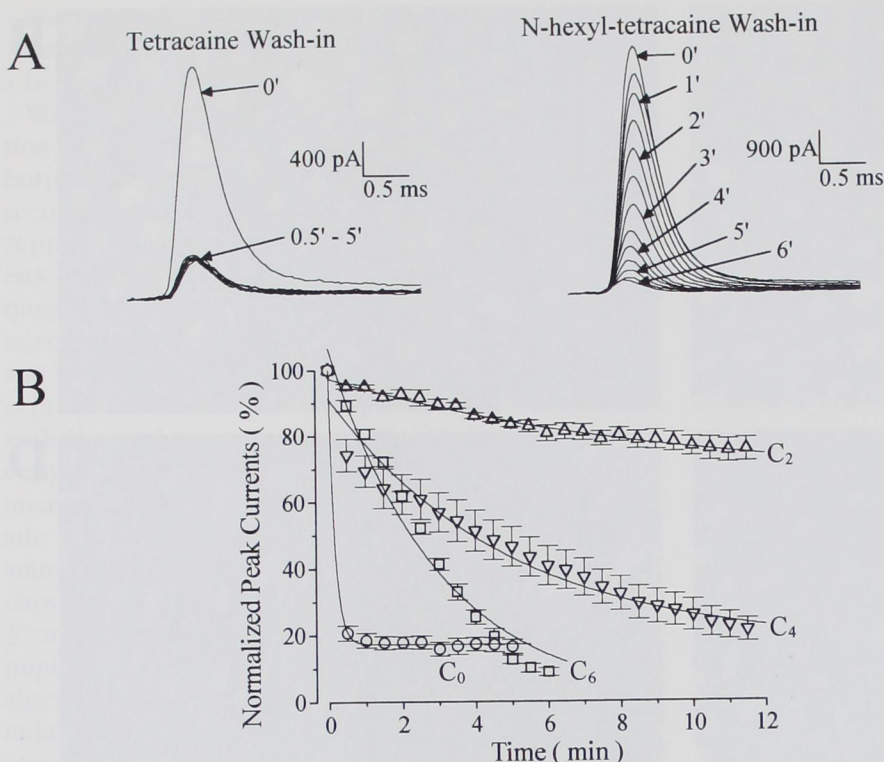 A
Tetracaine Wash-in
0'
400 pA
0.5 ms
0.5' - 5'
N-hexyl-tetracaine Wash-in
0'
1'
2'
3'
4'
5'
6'
900 pA
0.5 ms
B
Normalized Peak Currents ( % )
100
80
60
40
20
0
C2
C4
C6
C0
0 2 4 6 8 10 12
Time ( min )